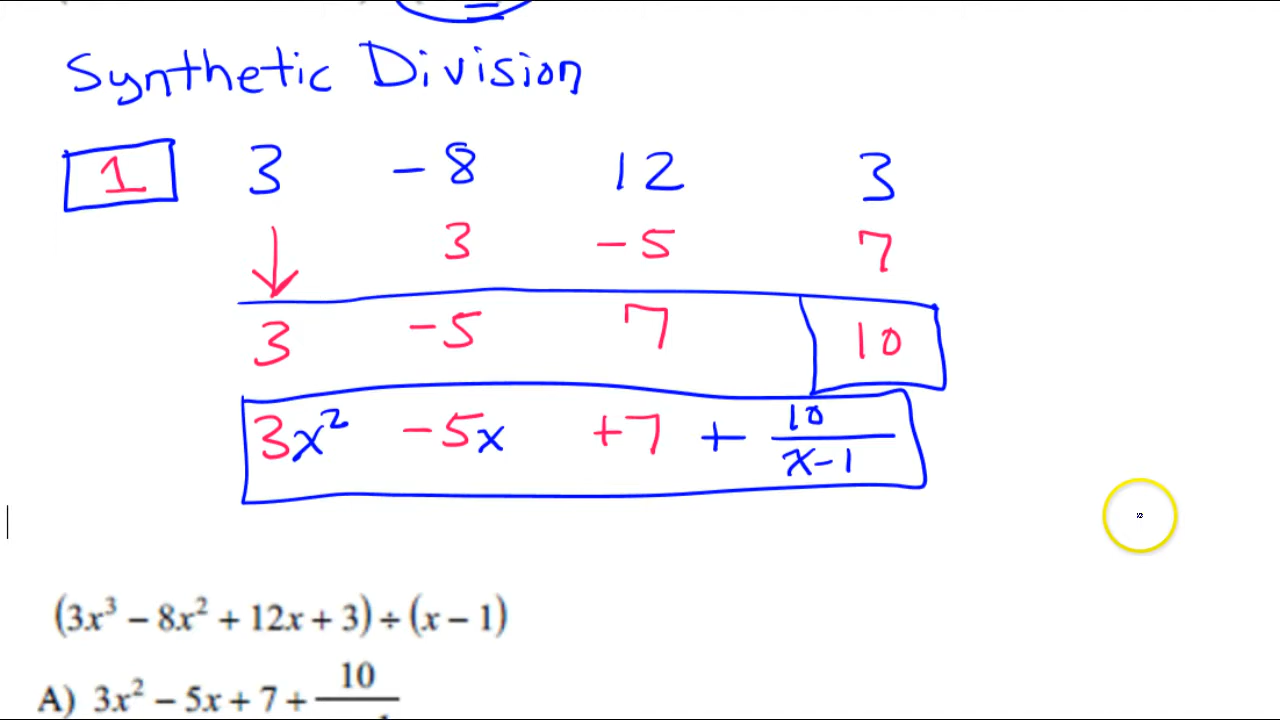 Synthetic Division
1 3 -8 12 3
3 -5 7
3 -5 7 10
3x² -5x +7 + 10/(x-1)
(3x³ − 8x² + 12x + 3) ÷ (x − 1)
A) 3x² − 5x + 7 + 10